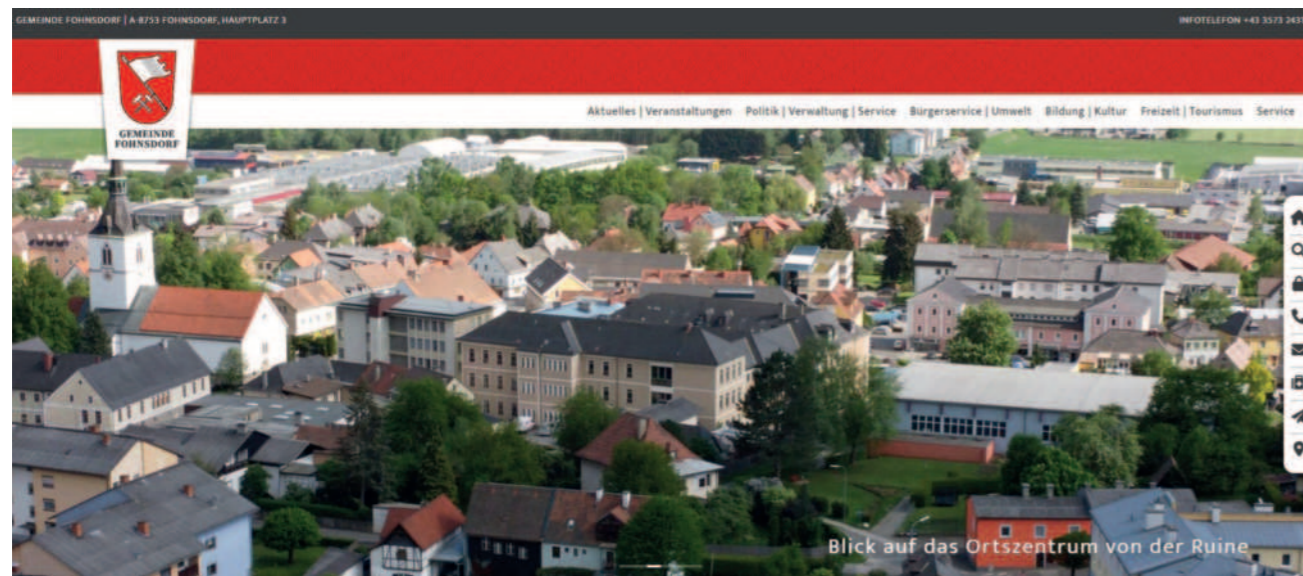 GEMEINDE FOHNSDORF | A-8753 FOHNSDORF, HAUPTPLATZ 3
INFOTELEFON +43 3573 2431
GEMEINDE
FOHNSDORF
Aktuelles | Veranstaltungen Politik | Verwaltung | Service Bürgerservice | Umwelt Bildung | Kultur Freizeit | Tourismus Service
Blick auf das Ortszentrum von der Ruine